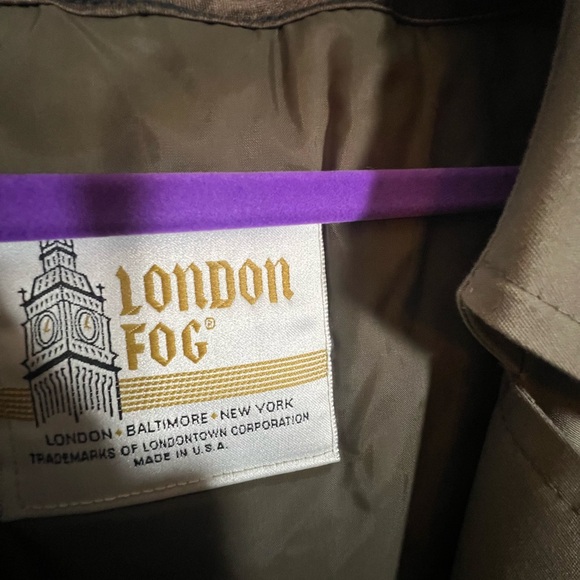 LONDON
FOG®
LONDON • BALTIMORE • NEW YORK
TRADEMARKS OF LONDONTOWN CORPORATION
MADE IN U.S.A.